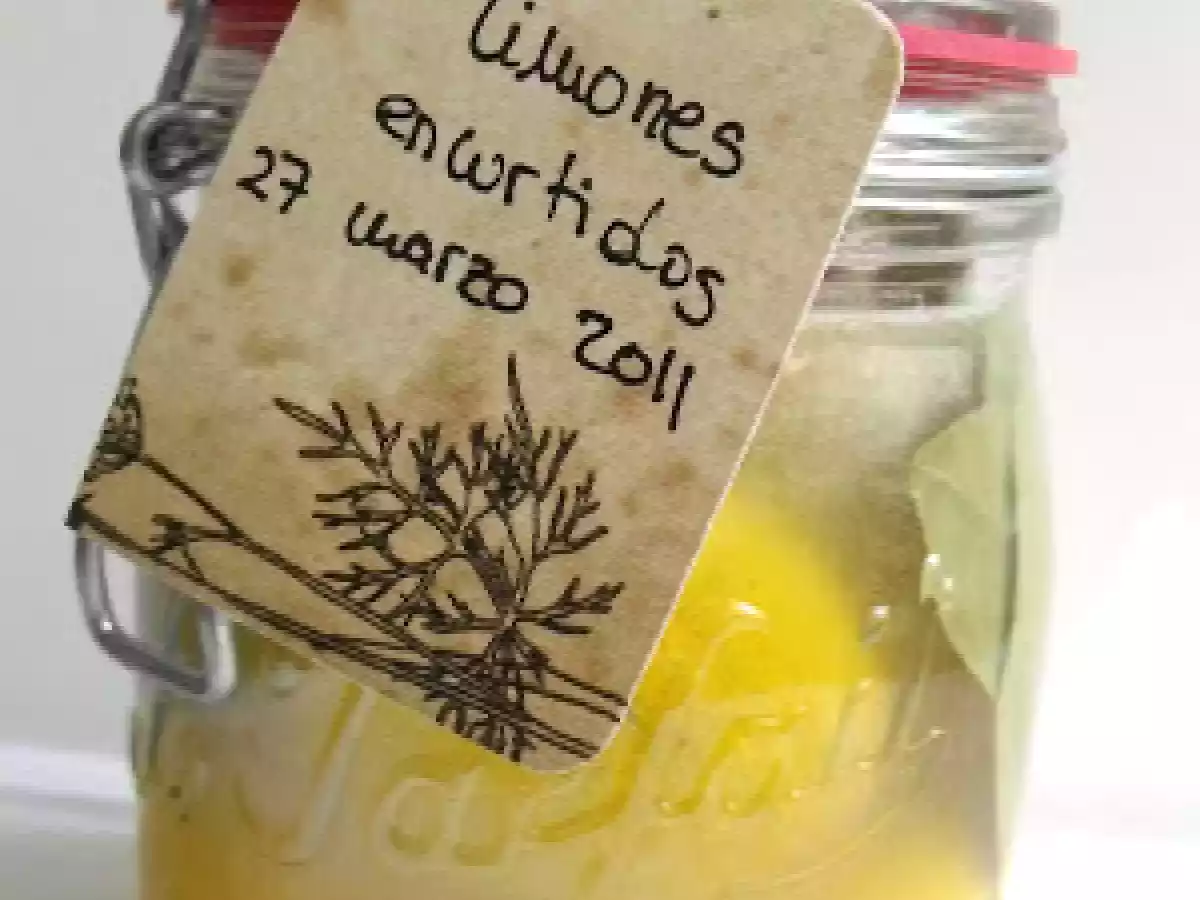 limones
encurtidos
27 marzo 2011